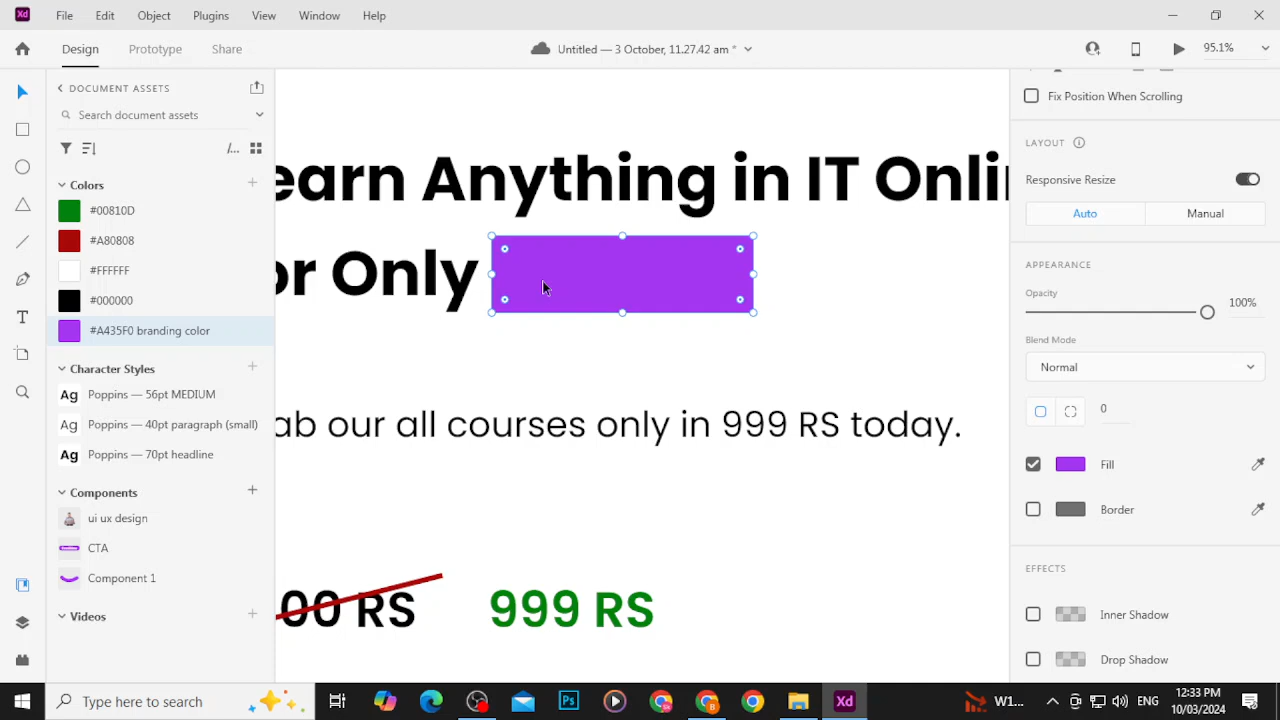 Xd File Edit Object Plugins View Window Help
Design Prototype Share Untitled — 3 October, 11.27.42 am * 95.1%
DOCUMENT ASSETS
Search document assets
/...
Colors
#00810D
#A80808
#FFFFFF
#000000
#A435F0 branding color
Character Styles
Ag Poppins — 56pt MEDIUM
Ag Poppins — 40pt paragraph (small)
Ag Poppins — 70pt headline
Components
ui ux design
CTA
Component 1
Videos
earn Anything in IT Onlin
or Only
ab our all courses only in 999 RS today.
00 RS 999 RS
Fix Position When Scrolling
LAYOUT
Responsive Resize
Auto Manual
APPEARANCE
Opacity
100%
Blend Mode
Normal
0
Fill
Border
EFFECTS
Inner Shadow
Drop Shadow
Type here to search
Ps
Xd
W1...
ENG
12:33 PM
10/03/2024